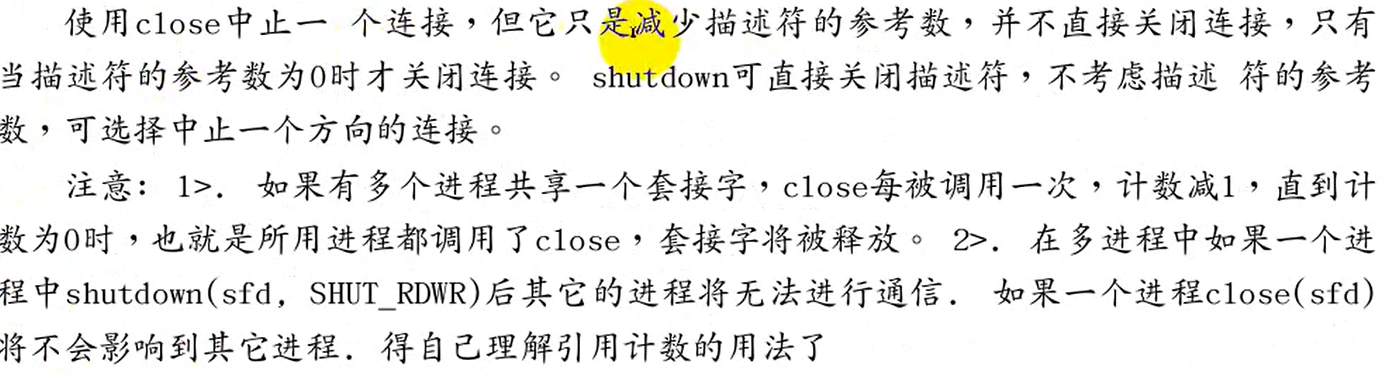 使用close中止一 个连接，但它只是减少描述符的参考数，并不直接关闭连接，只有
当描述符的参考数为0时才关闭连接。 shutdown可直接关闭描述符，不考虑描述 符的参考
数，可选择中止一个方向的连接。
注意: 1>. 如果有多个进程共享一个套接字，close每被调用一次，计数减1，直到计
数为0时，也就是所用进程都调用了close，套接字将被释放。 2>. 在多进程中如果一个进
程中shutdown(sfd, SHUT_RDWR)后其它的进程将无法进行通信. 如果一个进程close(sfd)
将不会影响到其它进程. 得自己理解引用计数的用法了